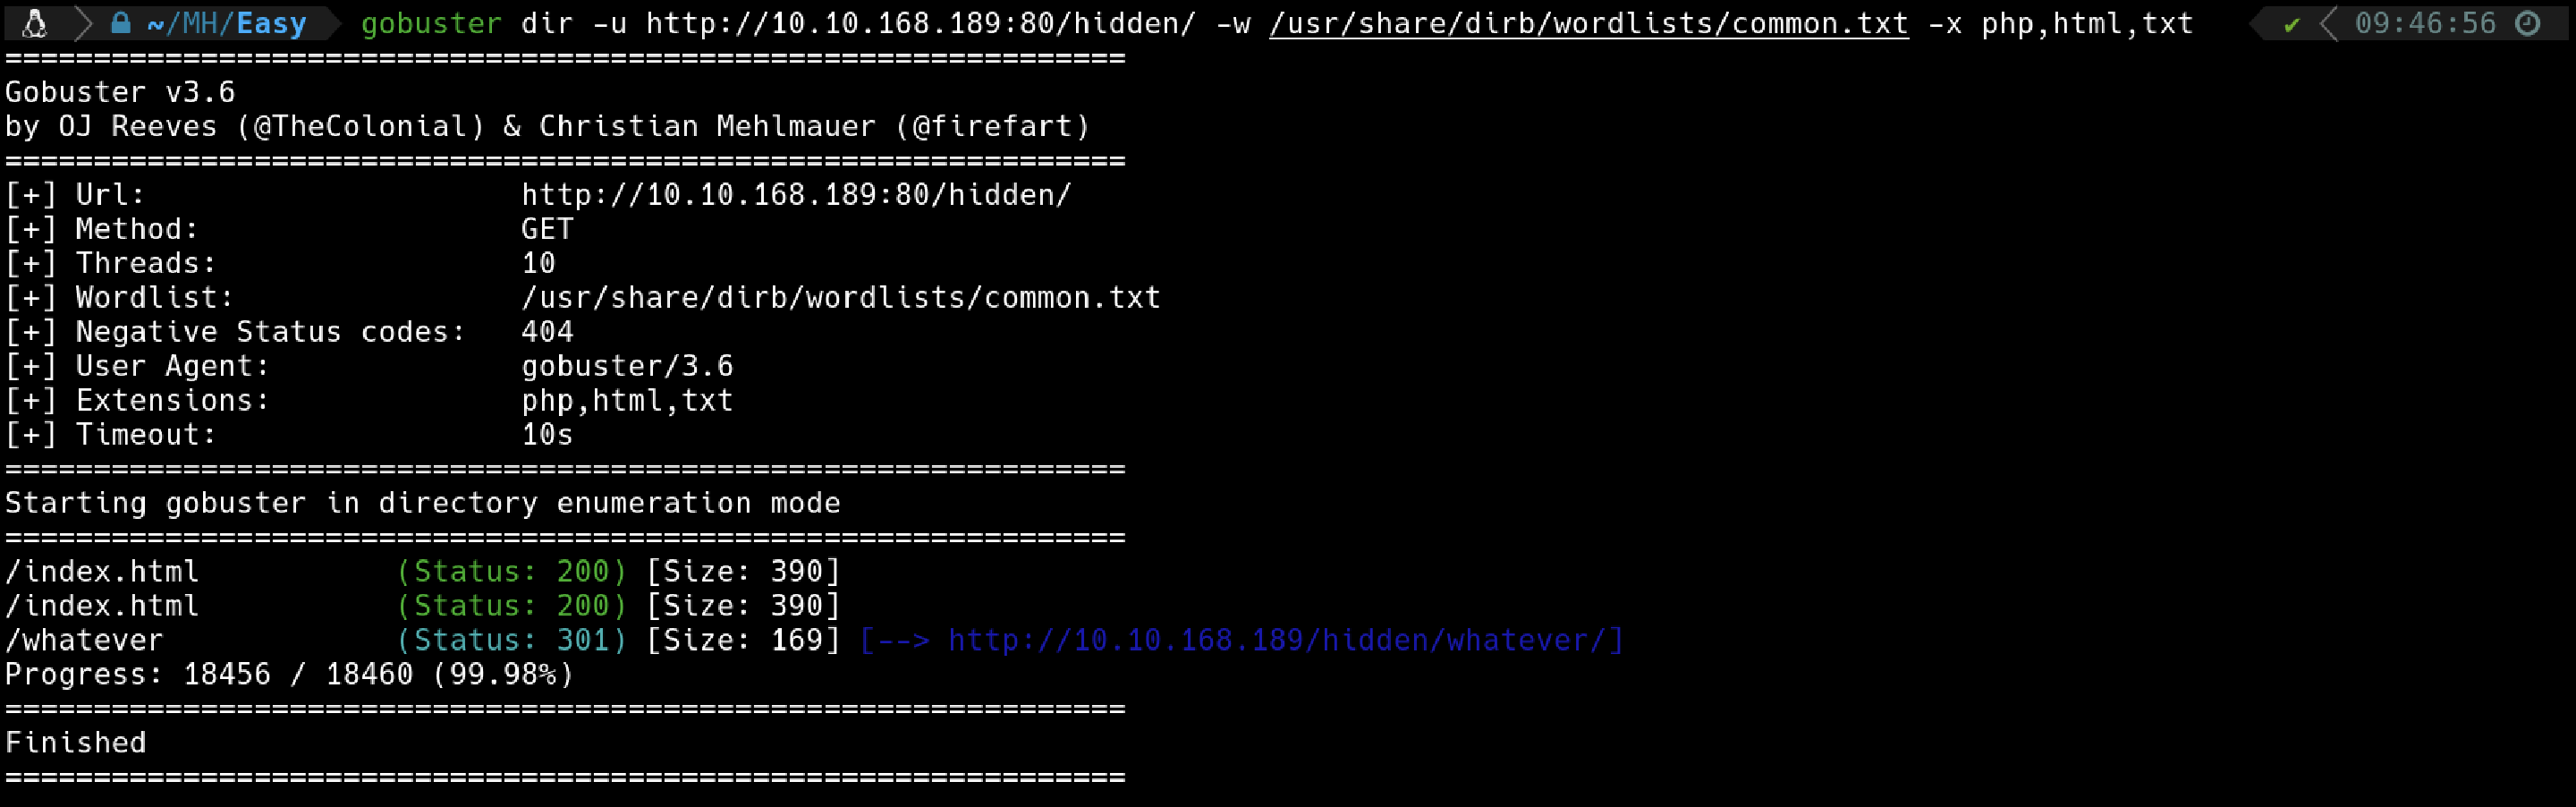 ~/MH/Easy gobuster dir -u http://10.10.168.189:80/hidden/ -w /usr/share/dirb/wordlists/common.txt -x php,html,txt ✔ 09:46:56
===============================================================
Gobuster v3.6
by OJ Reeves (@TheColonial) & Christian Mehlmauer (@firefart)
===============================================================
[+] Url: http://10.10.168.189:80/hidden/
[+] Method: GET
[+] Threads: 10
[+] Wordlist: /usr/share/dirb/wordlists/common.txt
[+] Negative Status codes: 404
[+] User Agent: gobuster/3.6
[+] Extensions: php,html,txt
[+] Timeout: 10s
===============================================================
Starting gobuster in directory enumeration mode
===============================================================
/index.html (Status: 200) [Size: 390]
/index.html (Status: 200) [Size: 390]
/whatever (Status: 301) [Size: 169] [--> http://10.10.168.189/hidden/whatever/]
Progress: 18456 / 18460 (99.98%)
===============================================================
Finished
===============================================================